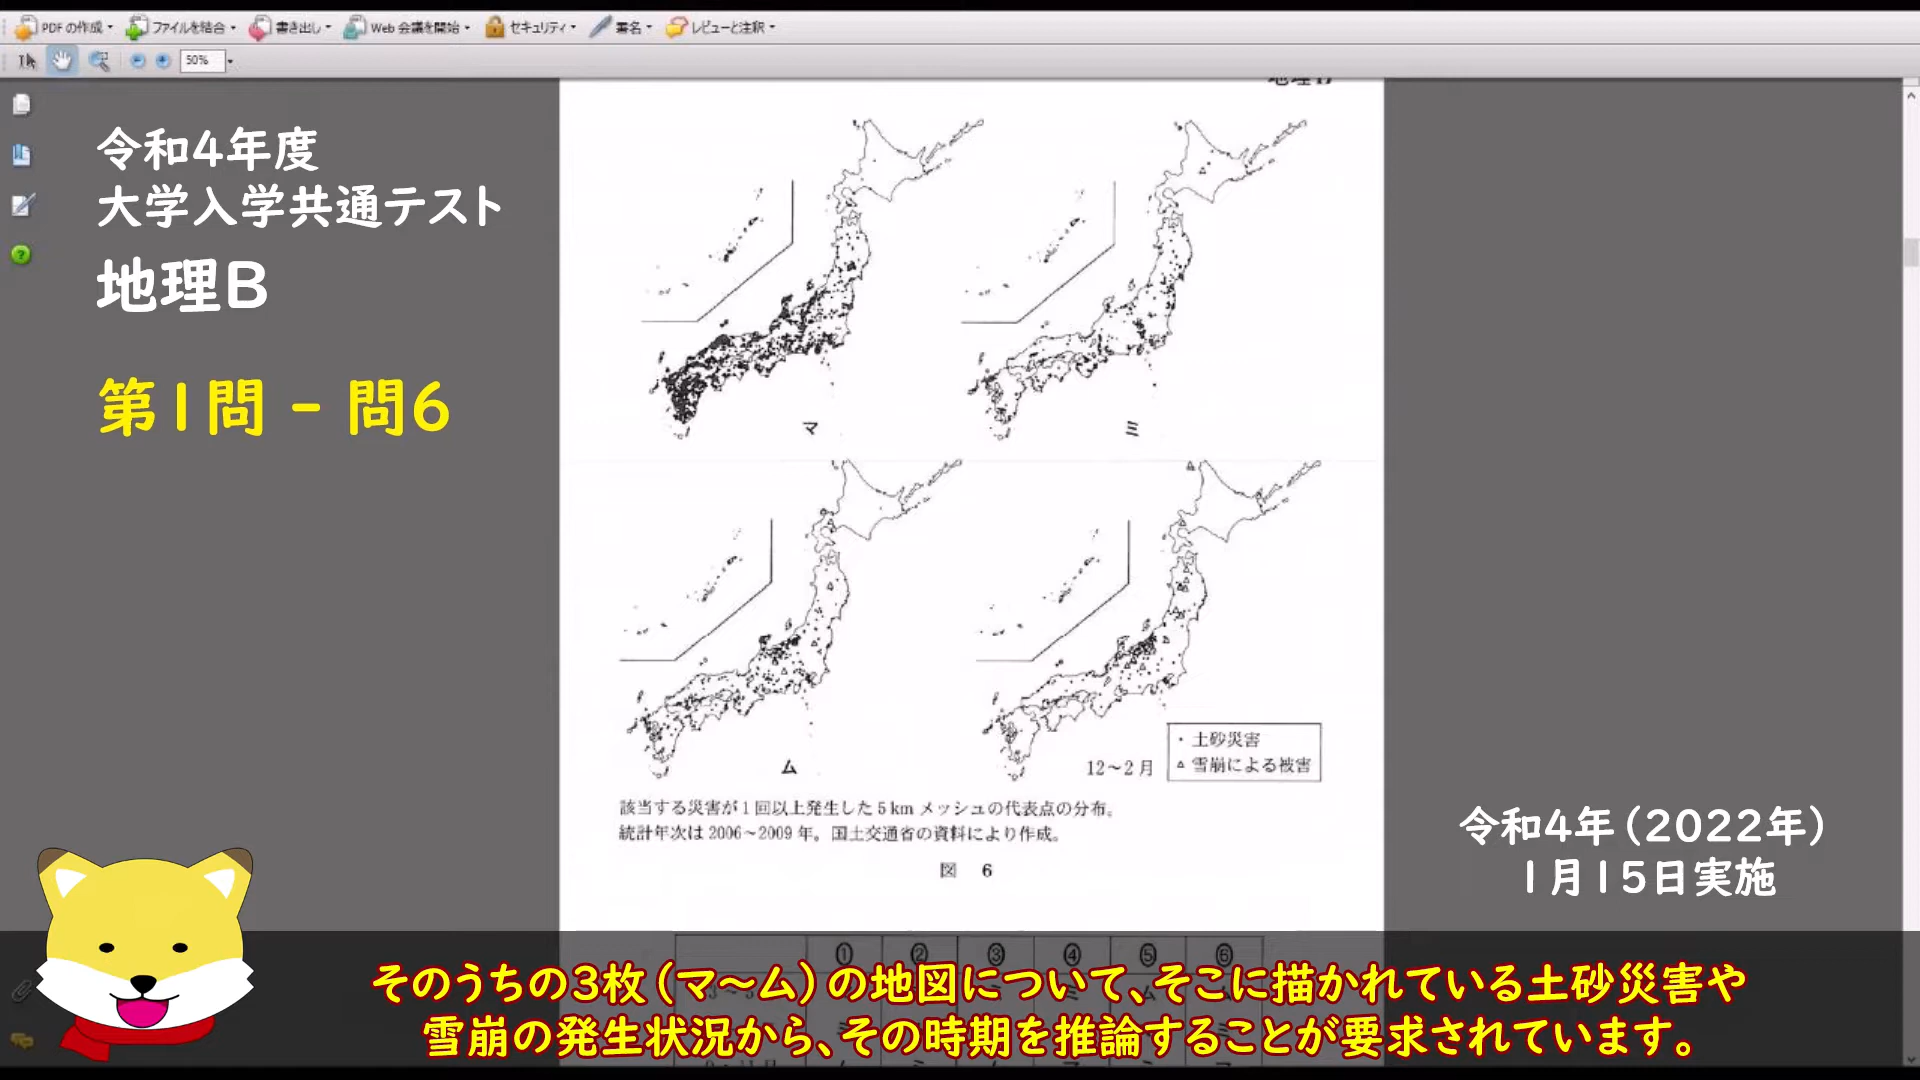 PDF の作成
ファイルを結合
書き出し
Web 会議を開始
セキュリティ
署名
レビューと注釈
50%
地理B
令和4年度
大学入学共通テスト
地理B
第1問 - 問6
マ
ミ
ム
12〜2月
・ 土砂災害
▵ 雪崩による被害
該当する災害が1回以上発生した5kmメッシュの代表点の分布。
統計年次は2006〜2009年。国土交通省の資料により作成。
図 6
令和4年（2022年）
1月15日実施
① ② ③ ④ ⑤ ⑥
そのうちの3枚（マ〜ム）の地図について、そこに描かれている土砂災害や
雪崩の発生状況から、その時期を推論することが要求されています。